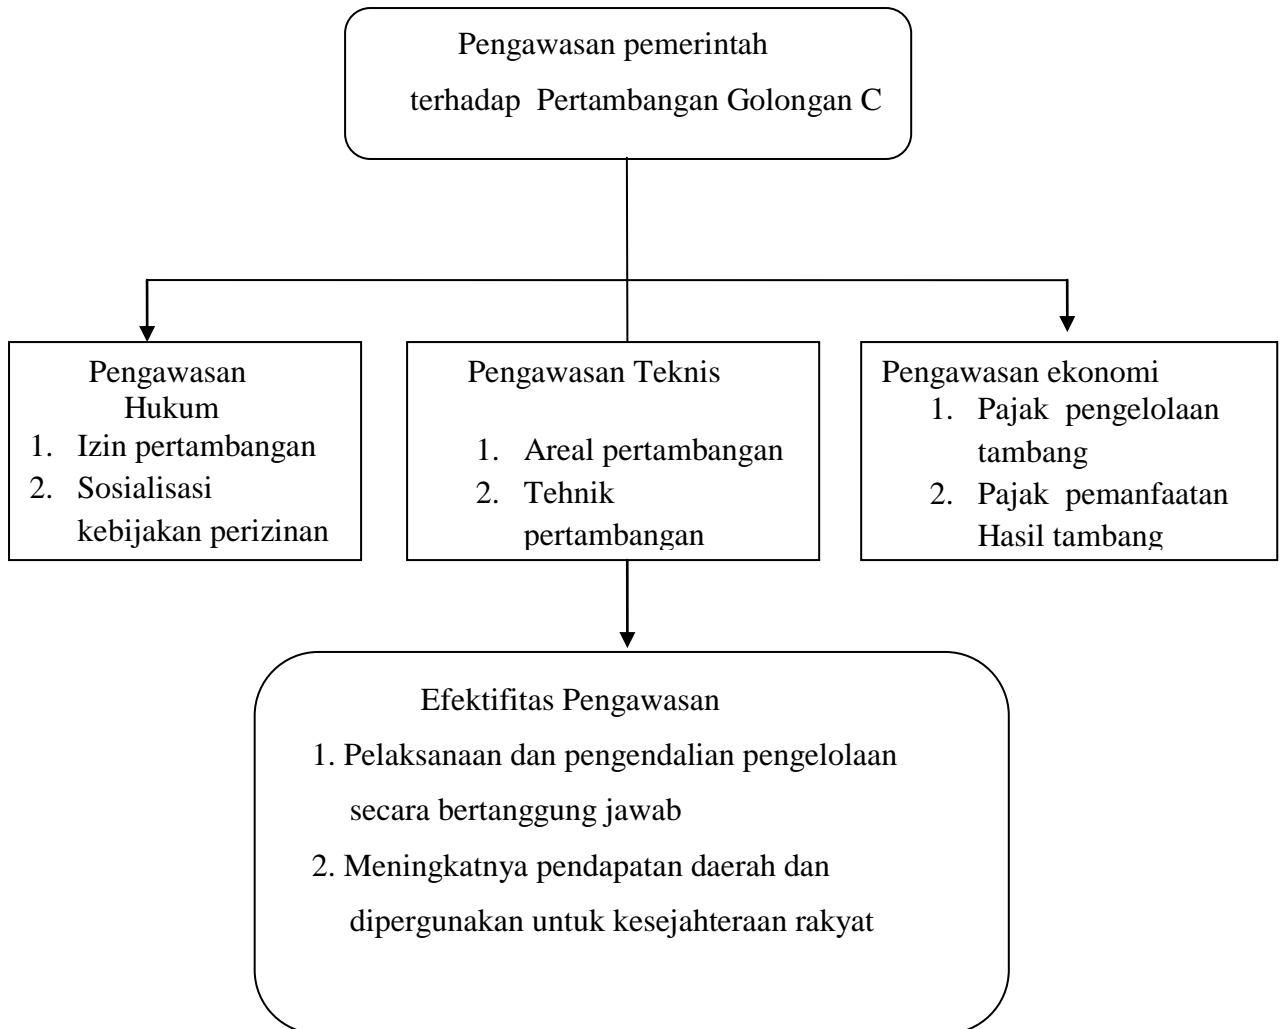 Pengawasan pemerintah
terhadap Pertambangan Golongan C
Pengawasan
Hukum
1. Izin pertambangan
2. Sosialisasi
kebijakan perizinan
Pengawasan Teknis
1. Areal pertambangan
2. Tehnik
pertambangan
Pengawasan ekonomi
1. Pajak pengelolaan
tambang
2. Pajak pemanfaatan
Hasil tambang
Efektifitas Pengawasan
1. Pelaksanaan dan pengendalian pengelolaan
secara bertanggung jawab
2. Meningkatnya pendapatan daerah dan
dipergunakan untuk kesejahteraan rakyat